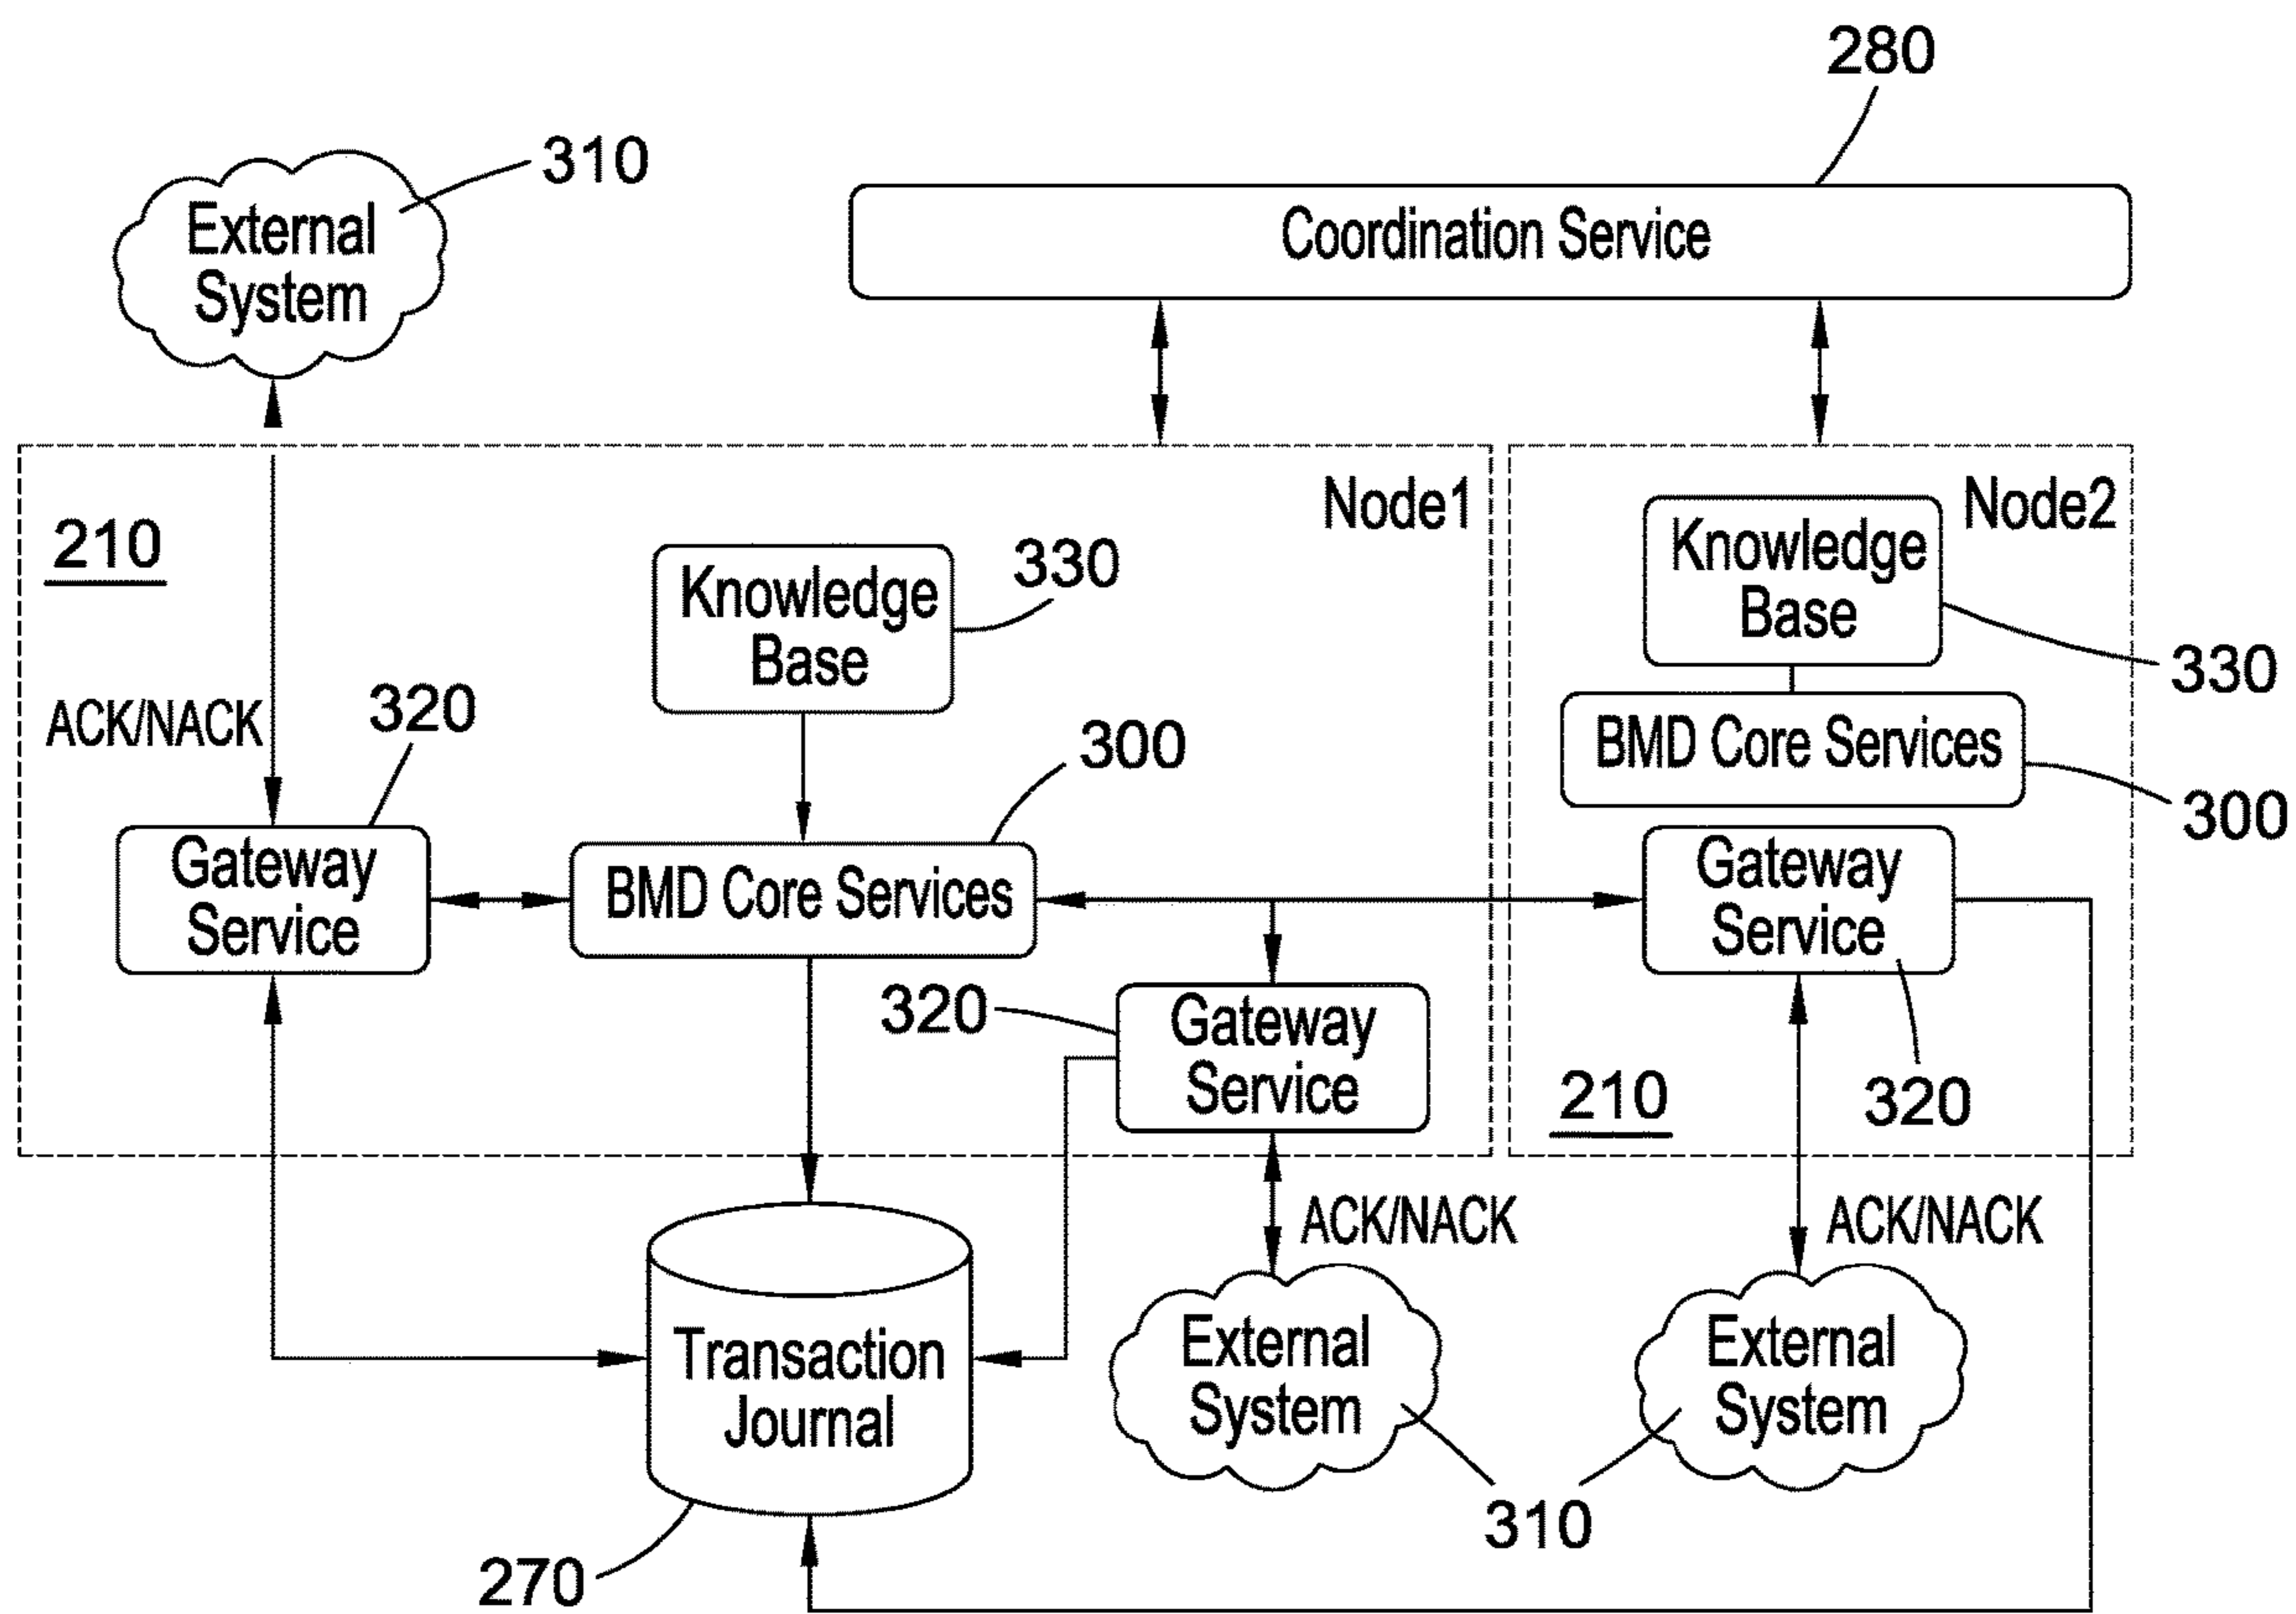 280
310
External
System
Coordination Service
Node1
Node2
210
Knowledge
Base
330
Knowledge
Base
330
ACK/NACK
320
300
BMD Core Services
300
Gateway
Service
BMD Core Services
Gateway
Service
320
Gateway
Service
210
320
ACK/NACK
ACK/NACK
Transaction
Journal
External
System
External
System
310
270